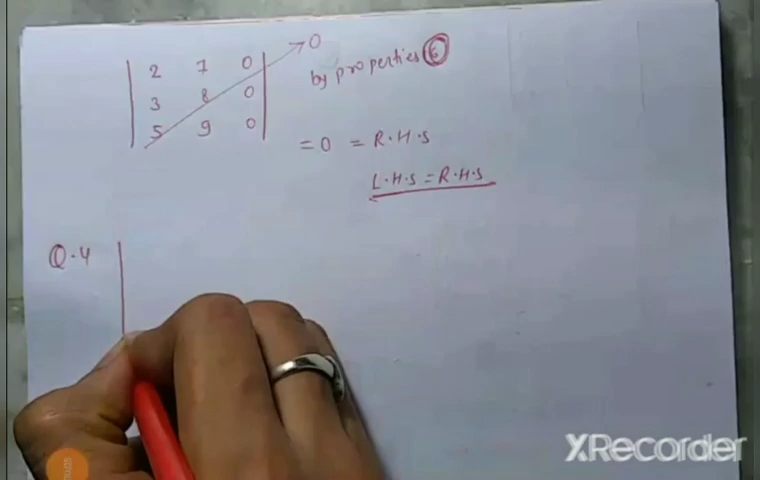 2 7 0 → 0
3 8 0
5 9 0
by properties 6
= 0 = R.H.S
L.H.S = R.H.S
Q.4
XRecorder